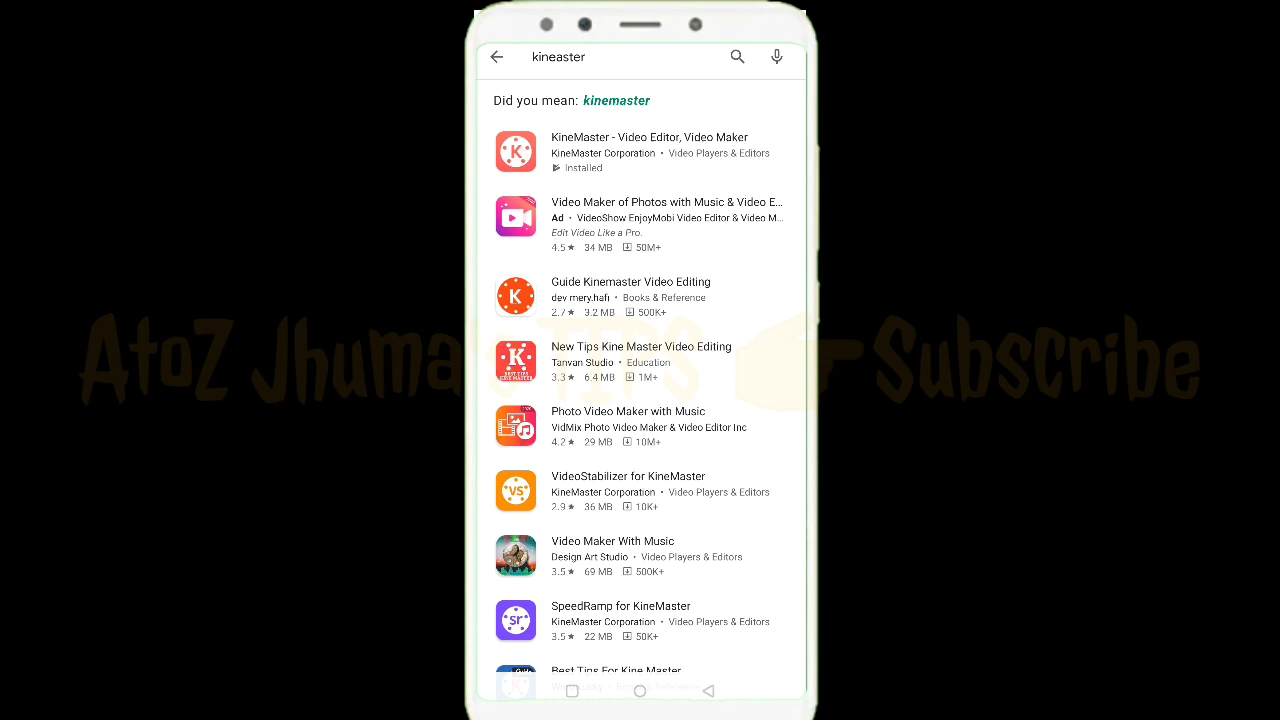 kineaster
Did you mean: kinemaster
KineMaster - Video Editor, Video Maker
KineMaster Corporation • Video Players & Editors
Installed
Video Maker of Photos with Music & Video E...
Ad • VideoShow EnjoyMobi Video Editor & Video M...
Edit Video Like a Pro.
4.5 ★ 34 MB 50M+
Guide Kinemaster Video Editing
dev mery.hafi • Books & Reference
2.7 ★ 3.2 MB 500K+
New Tips Kine Master Video Editing
Tanvan Studio • Education
3.3 ★ 6.4 MB 1M+
AtoZ Jhuma's TIPS Subscribe
Photo Video Maker with Music
VidMix Photo Video Maker & Video Editor Inc
4.2 ★ 29 MB 10M+
VideoStabilizer for KineMaster
KineMaster Corporation • Video Players & Editors
2.9 ★ 36 MB 10K+
Video Maker With Music
Design Art Studio • Video Players & Editors
3.5 ★ 69 MB 500K+
SpeedRamp for KineMaster
KineMaster Corporation • Video Players & Editors
3.5 ★ 22 MB 50K+
Best Tips For Kine Master